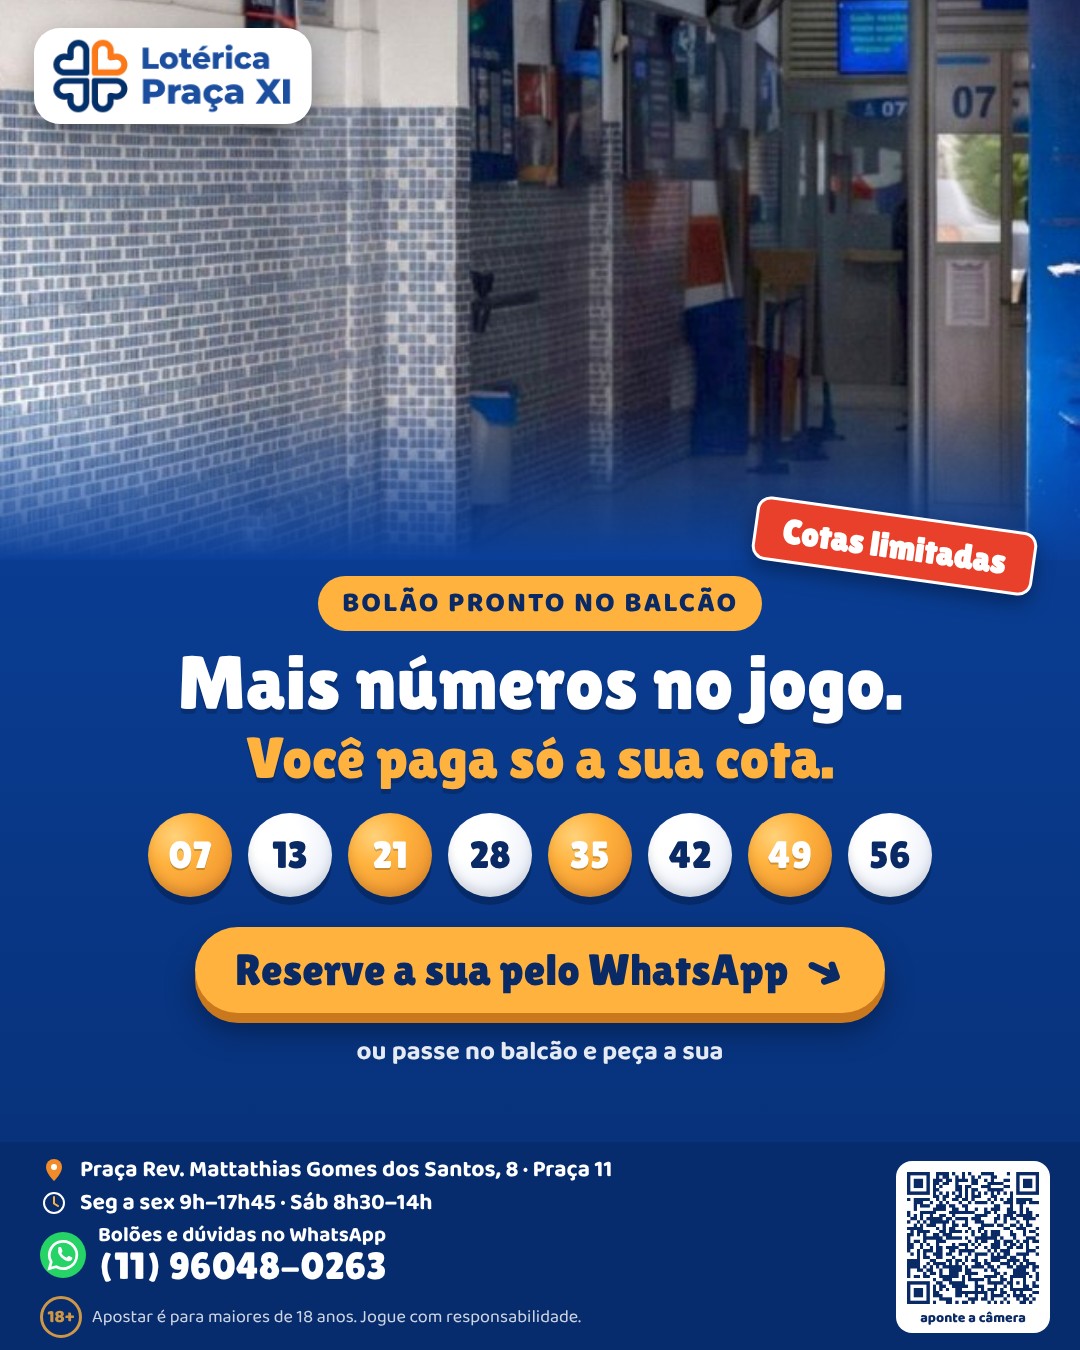 Lotérica
Praça XI
07
07
Cotas limitadas
BOLÃO PRONTO NO BALCÃO
Mais números no jogo.
Você paga só a sua cota.
07 13 21 28 35 42 49 56
Reserve a sua pelo WhatsApp
ou passe no balcão e peça a sua
Praça Rev. Mattathias Gomes dos Santos, 8 · Praça 11
Seg a sex 9h–17h45 · Sáb 8h30–14h
Bolões e dúvidas no WhatsApp
(11) 96048-0263
18+ Apostar é para maiores de 18 anos. Jogue com responsabilidade.
aponte a câmera